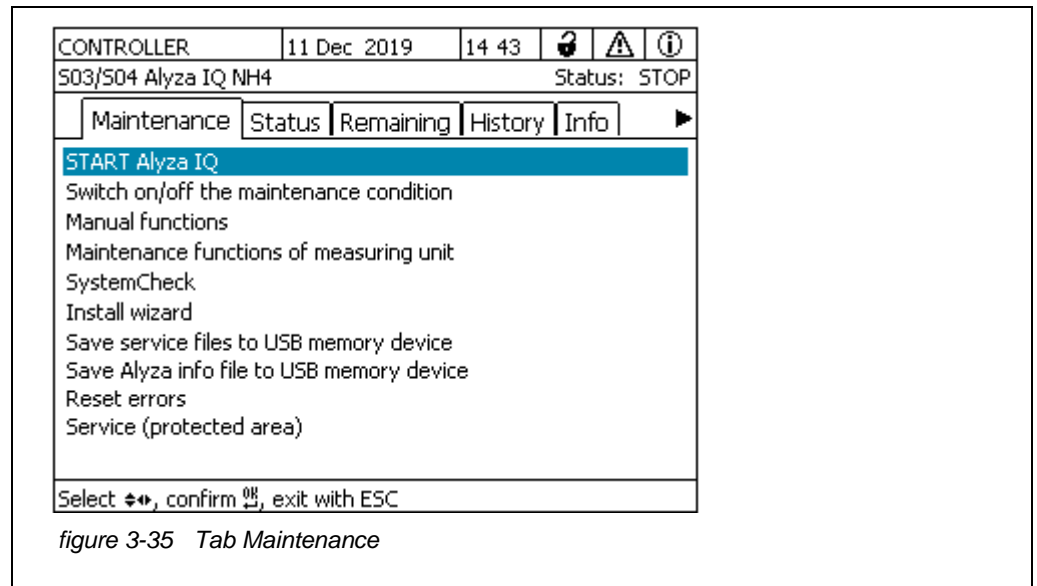 CONTROLLER 11 Dec 2019 14 43
S03/S04 Alyza IQ NH4 Status: STOP
Maintenance Status Remaining History Info
START Alyza IQ
Switch on/off the maintenance condition
Manual functions
Maintenance functions of measuring unit
SystemCheck
Install wizard
Save service files to USB memory device
Save Alyza info file to USB memory device
Reset errors
Service (protected area)
Select , confirm OK, exit with ESC
figure 3-35 Tab Maintenance